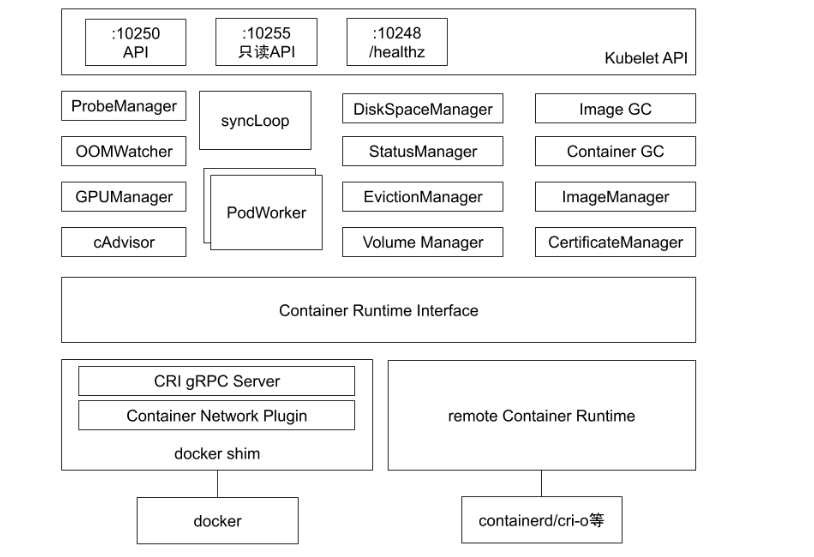 :10250
API
:10255
只读API
:10248
/healthz
Kubelet API
ProbeManager
syncLoop
DiskSpaceManager
Image GC
OOMWatcher
StatusManager
Container GC
GPUManager
PodWorker
EvictionManager
ImageManager
cAdvisor
Volume Manager
CertificateManager
Container Runtime Interface
CRI gRPC Server
Container Network Plugin
docker shim
remote Container Runtime
docker
containerd/cri-o等